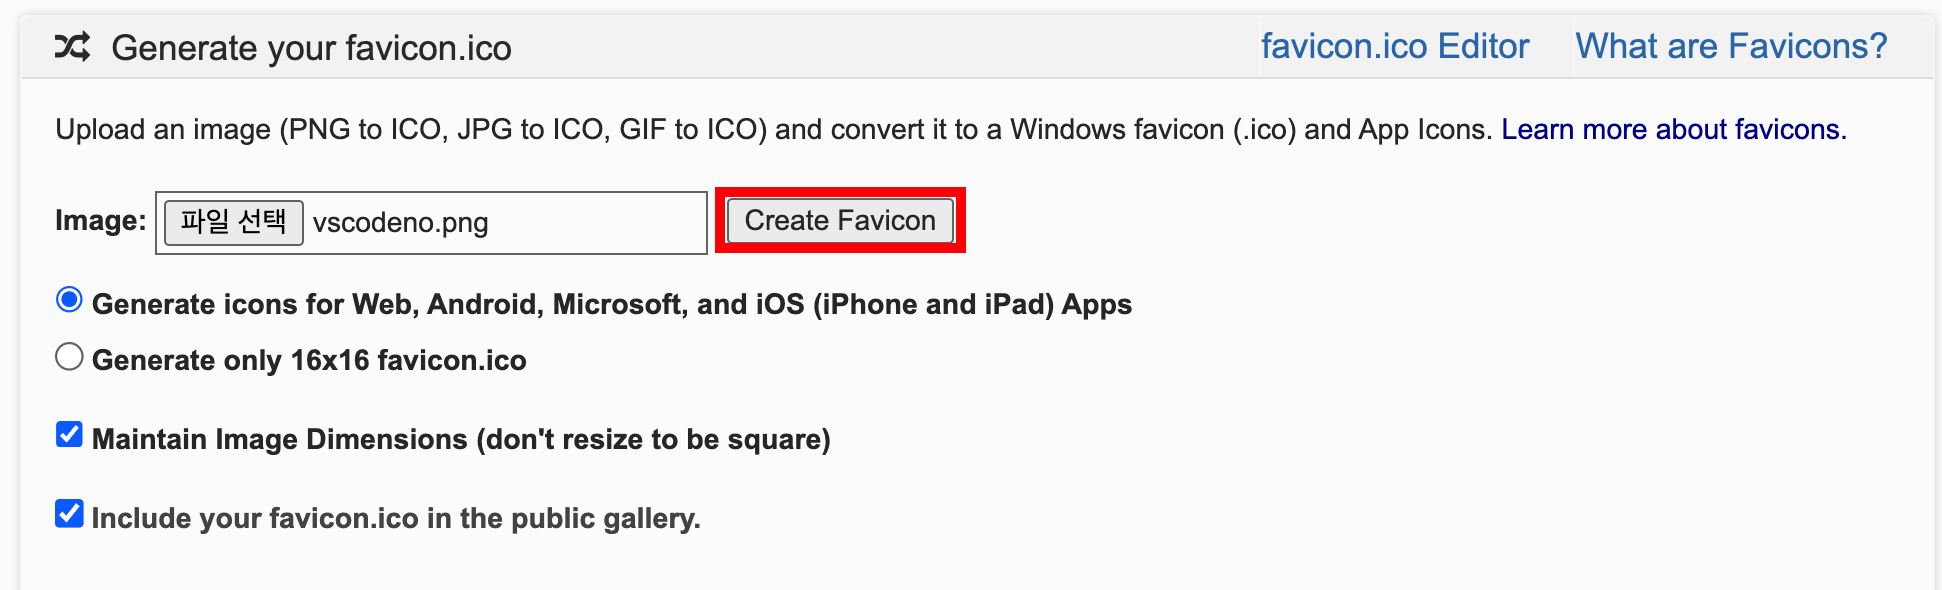 Generate your favicon.ico favicon.ico Editor What are Favicons?
Upload an image (PNG to ICO, JPG to ICO, GIF to ICO) and convert it to a Windows favicon (.ico) and App Icons. Learn more about favicons.
Image: 파일 선택 vscodeno.png Create Favicon
Generate icons for Web, Android, Microsoft, and iOS (iPhone and iPad) Apps
Generate only 16x16 favicon.ico
Maintain Image Dimensions (don't resize to be square)
Include your favicon.ico in the public gallery.